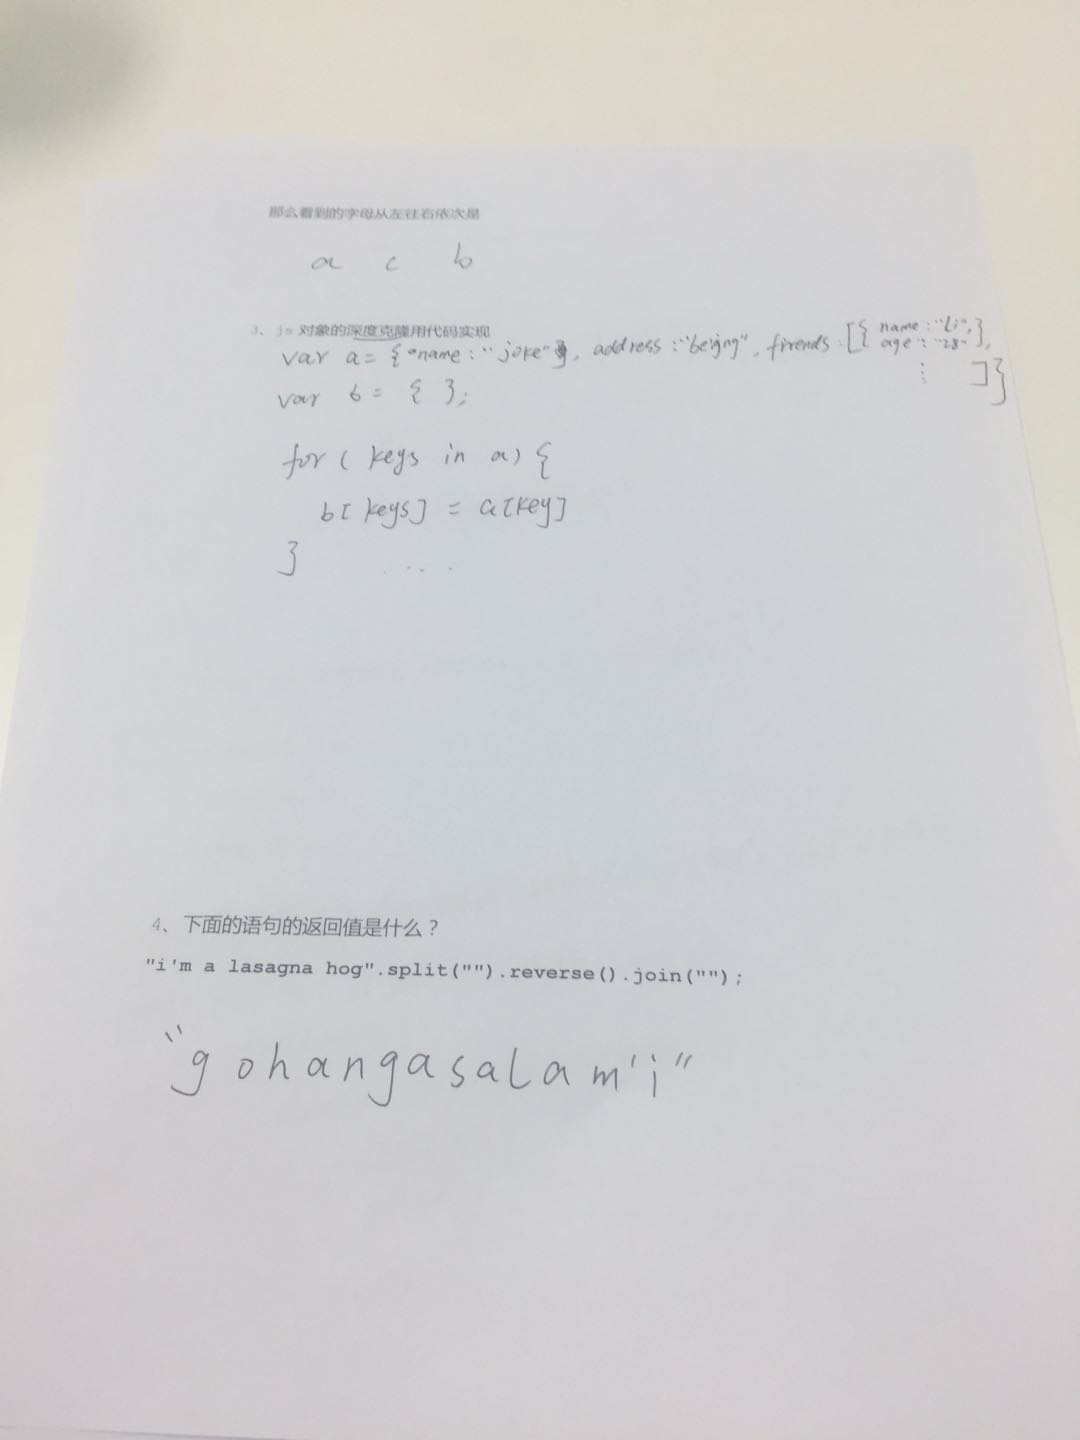 那么看到的字母从左往右依次是
a c b
3、js 对象的深度克隆用代码实现
var a = { name : "joke" , address : "beijng" , firends : [{ name : "Li",
age : "28" },
⋮ ]}
var b = { };
for ( keys in a) {
b[ keys] = a[key]
}
....
4、下面的语句的返回值是什么？
"i'm a lasagna hog".split("").reverse().join("");
"gohangasalam'i"